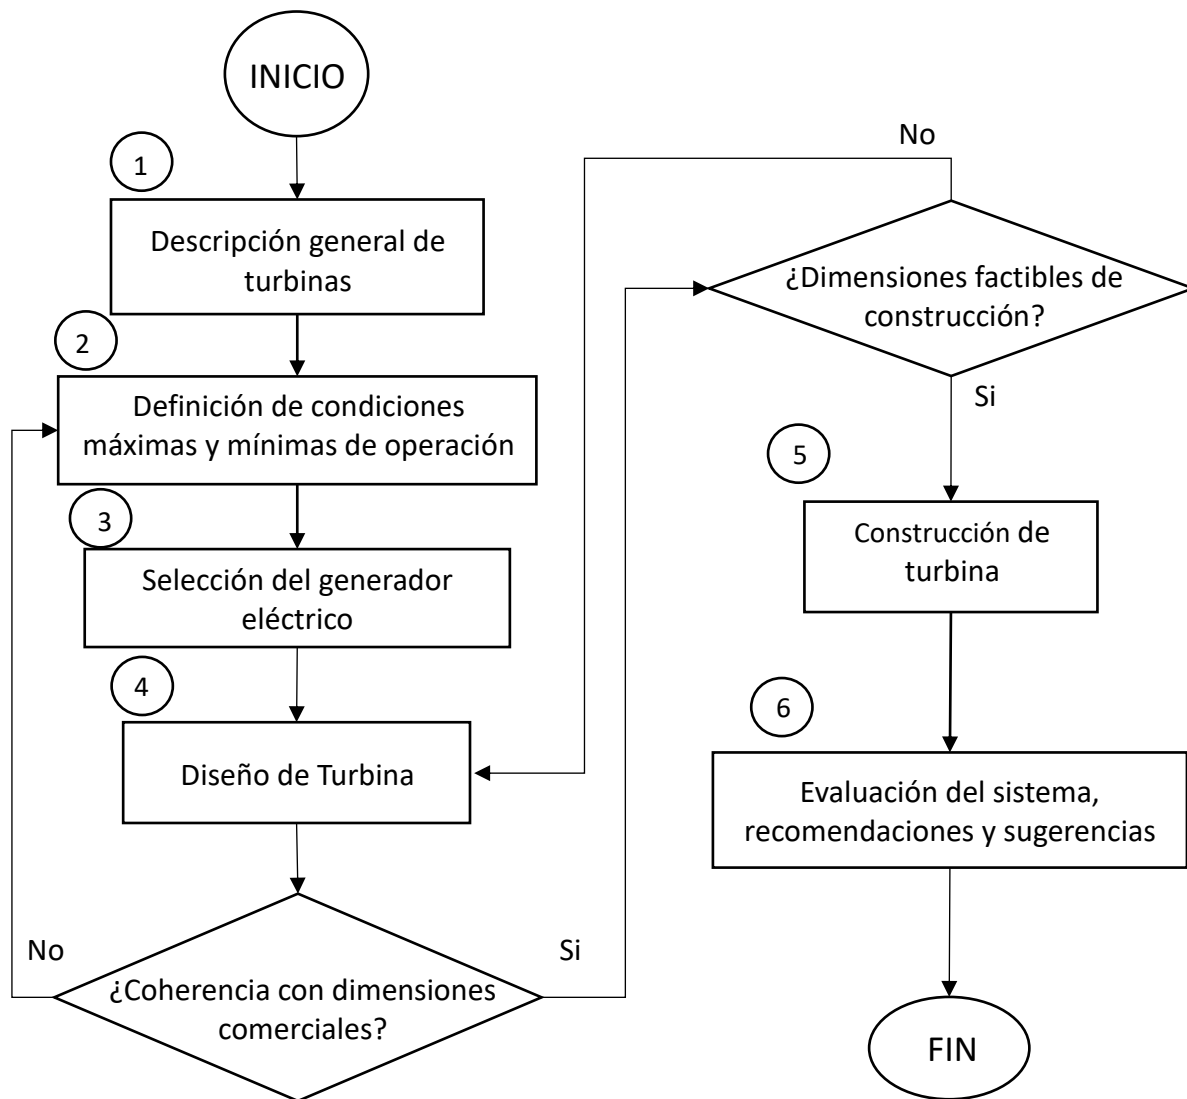 INICIO
1
Descripción general de
turbinas
2
Definición de condiciones
máximas y mínimas de operación
3
Selección del generador
eléctrico
4
Diseño de Turbina
No
Si
¿Coherencia con dimensiones
comerciales?
No
¿Dimensiones factibles de
construcción?
Si
5
Construcción de
turbina
6
Evaluación del sistema,
recomendaciones y sugerencias
FIN